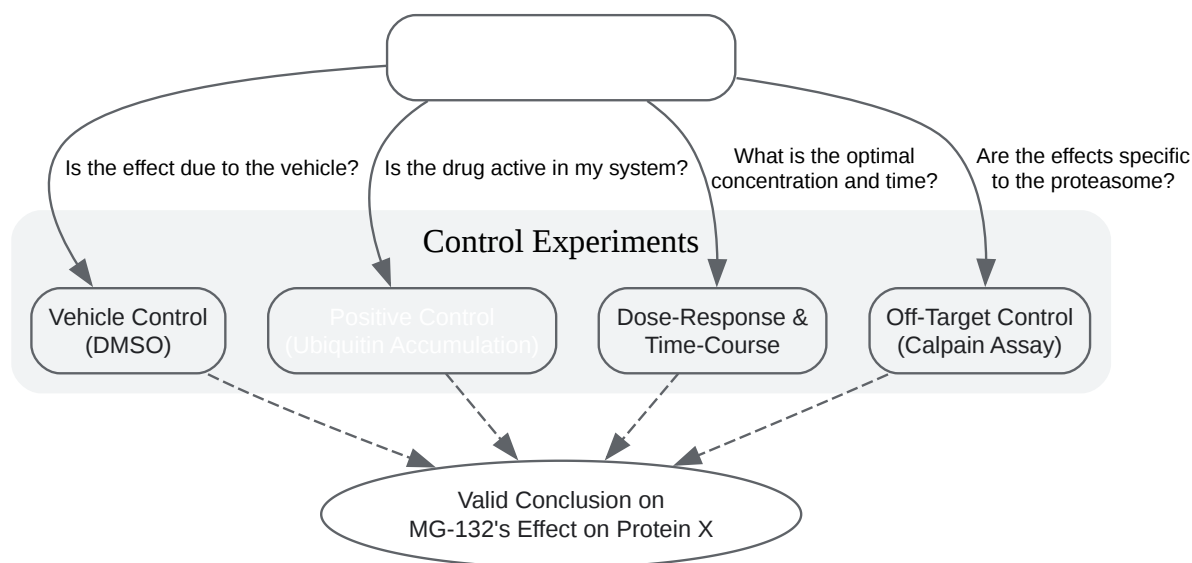 Is the effect due to the vehicle?
Is the drug active in my system?
What is the optimal
concentration and time?
Are the effects specific
to the proteasome?
Control Experiments
Vehicle Control
(DMSO)
Positive Control
(Ubiquitin Accumulation)
Dose-Response &
Time-Course
Off-Target Control
(Calpain Assay)
Valid Conclusion on
MG-132's Effect on Protein X